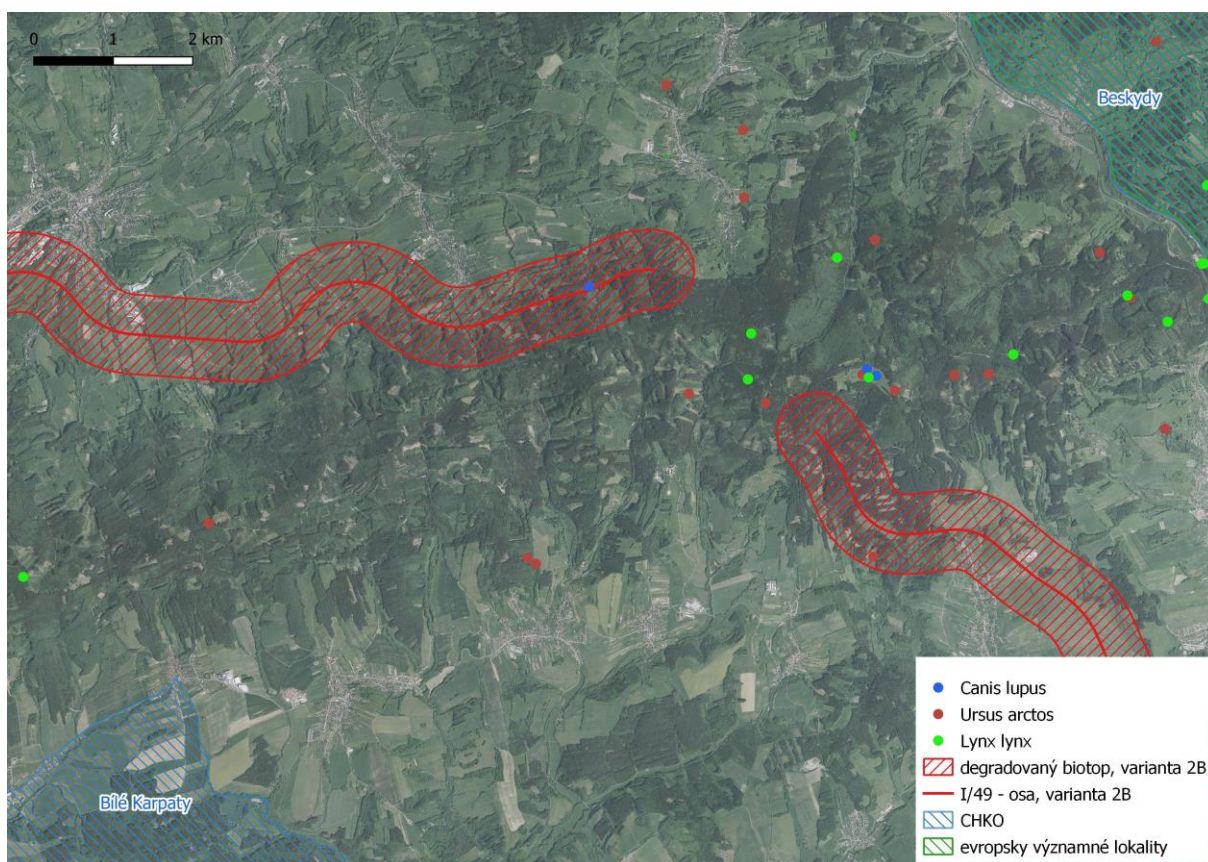 0 1 2 km
Beskydy
Bílé Karpaty
Canis lupus
Ursus arctos
Lynx lynx
degradovaný biotop, varianta 2B
I/49 - osa, varianta 2B
CHKO
evropsky významné lokality